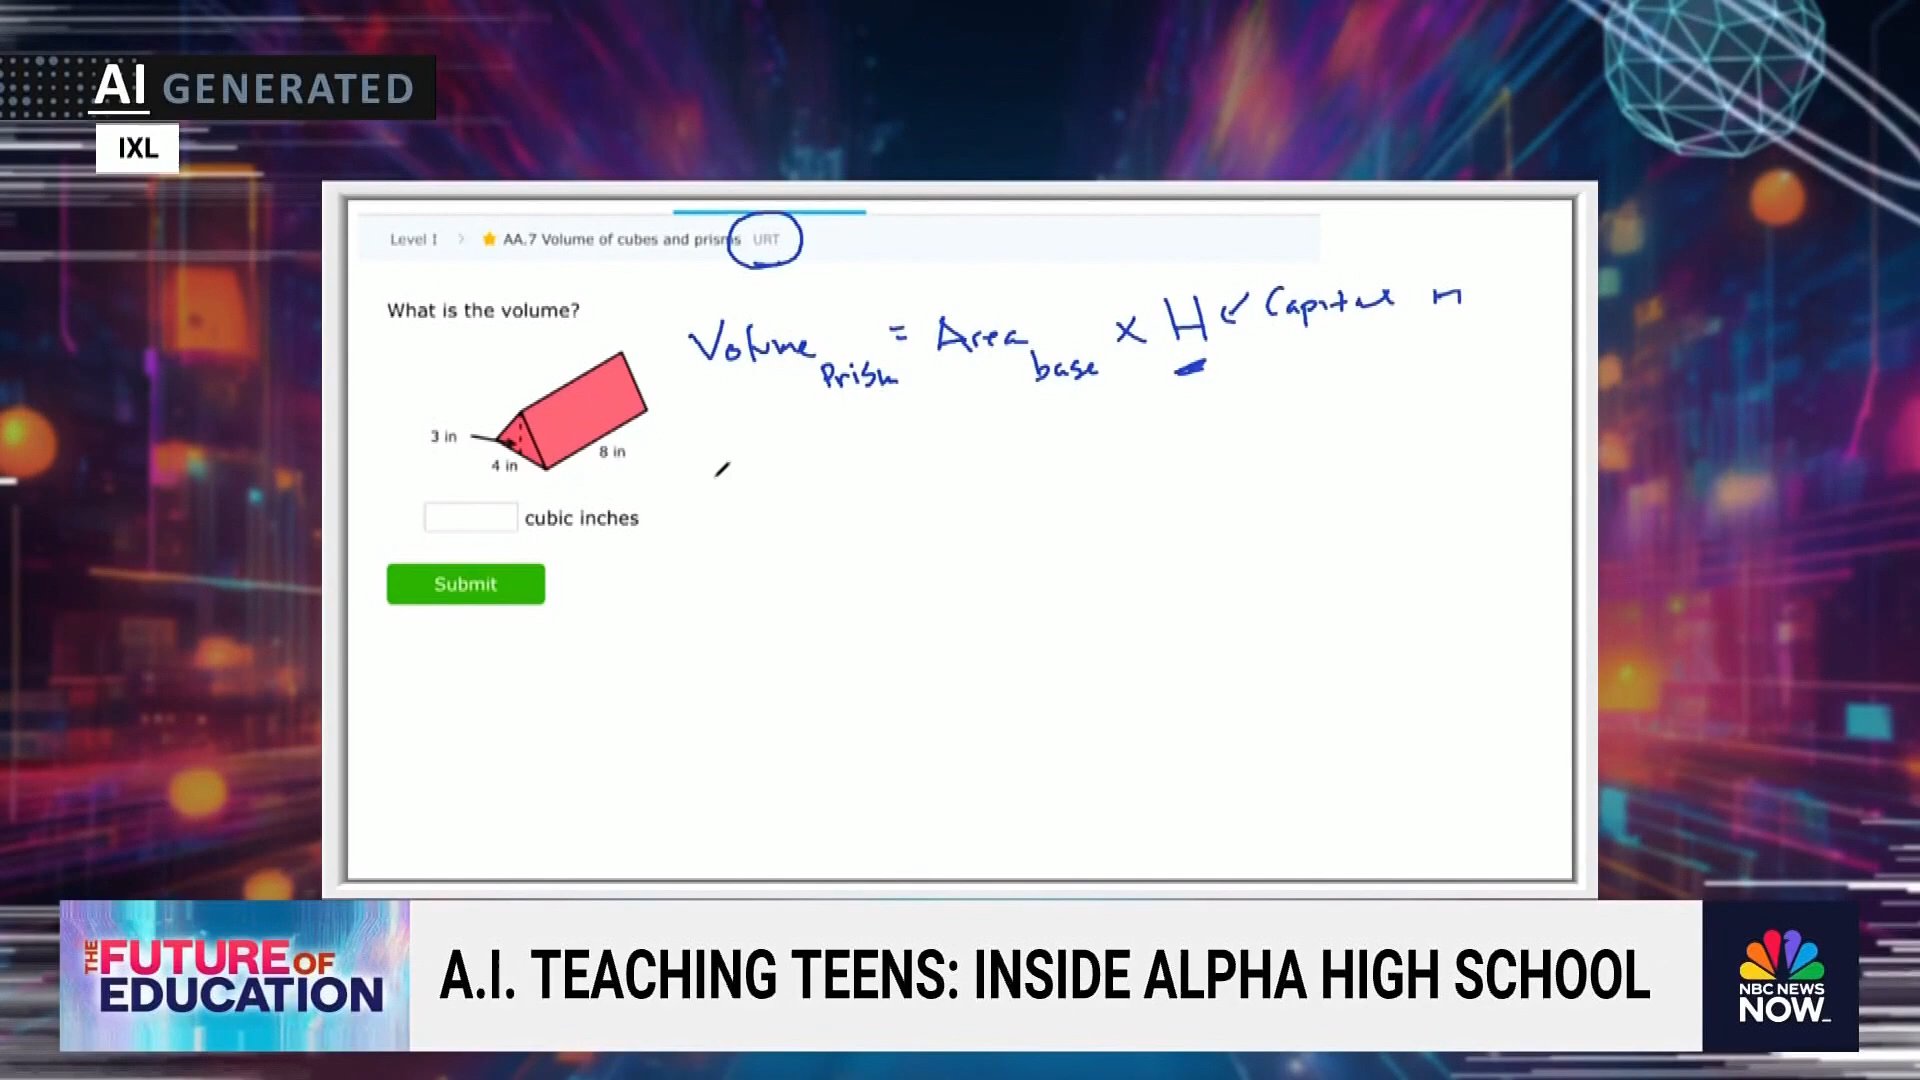 AI GENERATED
IXL
Level I > AA.7 Volume of cubes and prisms URT
What is the volume?
Volume Prism = Area base × H ← Capital H
3 in
4 in
8 in
cubic inches
Submit
THE FUTURE OF EDUCATION
A.I. TEACHING TEENS: INSIDE ALPHA HIGH SCHOOL
NBC NEWS
NOW